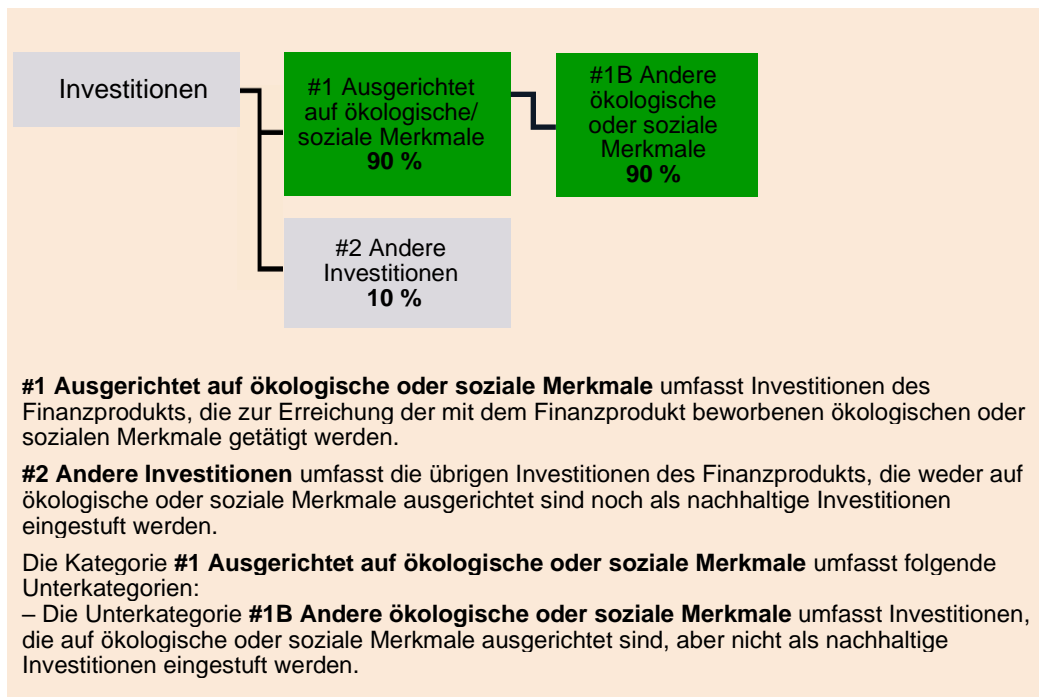 Investitionen
#1 Ausgerichtet
auf ökologische/
soziale Merkmale
90 %
#1B Andere
ökologische
oder soziale
Merkmale
90 %
#2 Andere
Investitionen
10 %
#1 Ausgerichtet auf ökologische oder soziale Merkmale umfasst Investitionen des
Finanzprodukts, die zur Erreichung der mit dem Finanzprodukt beworbenen ökologischen oder
sozialen Merkmale getätigt werden.
#2 Andere Investitionen umfasst die übrigen Investitionen des Finanzprodukts, die weder auf
ökologische oder soziale Merkmale ausgerichtet sind noch als nachhaltige Investitionen
eingestuft werden.
Die Kategorie #1 Ausgerichtet auf ökologische oder soziale Merkmale umfasst folgende
Unterkategorien:
– Die Unterkategorie #1B Andere ökologische oder soziale Merkmale umfasst Investitionen,
die auf ökologische oder soziale Merkmale ausgerichtet sind, aber nicht als nachhaltige
Investitionen eingestuft werden.